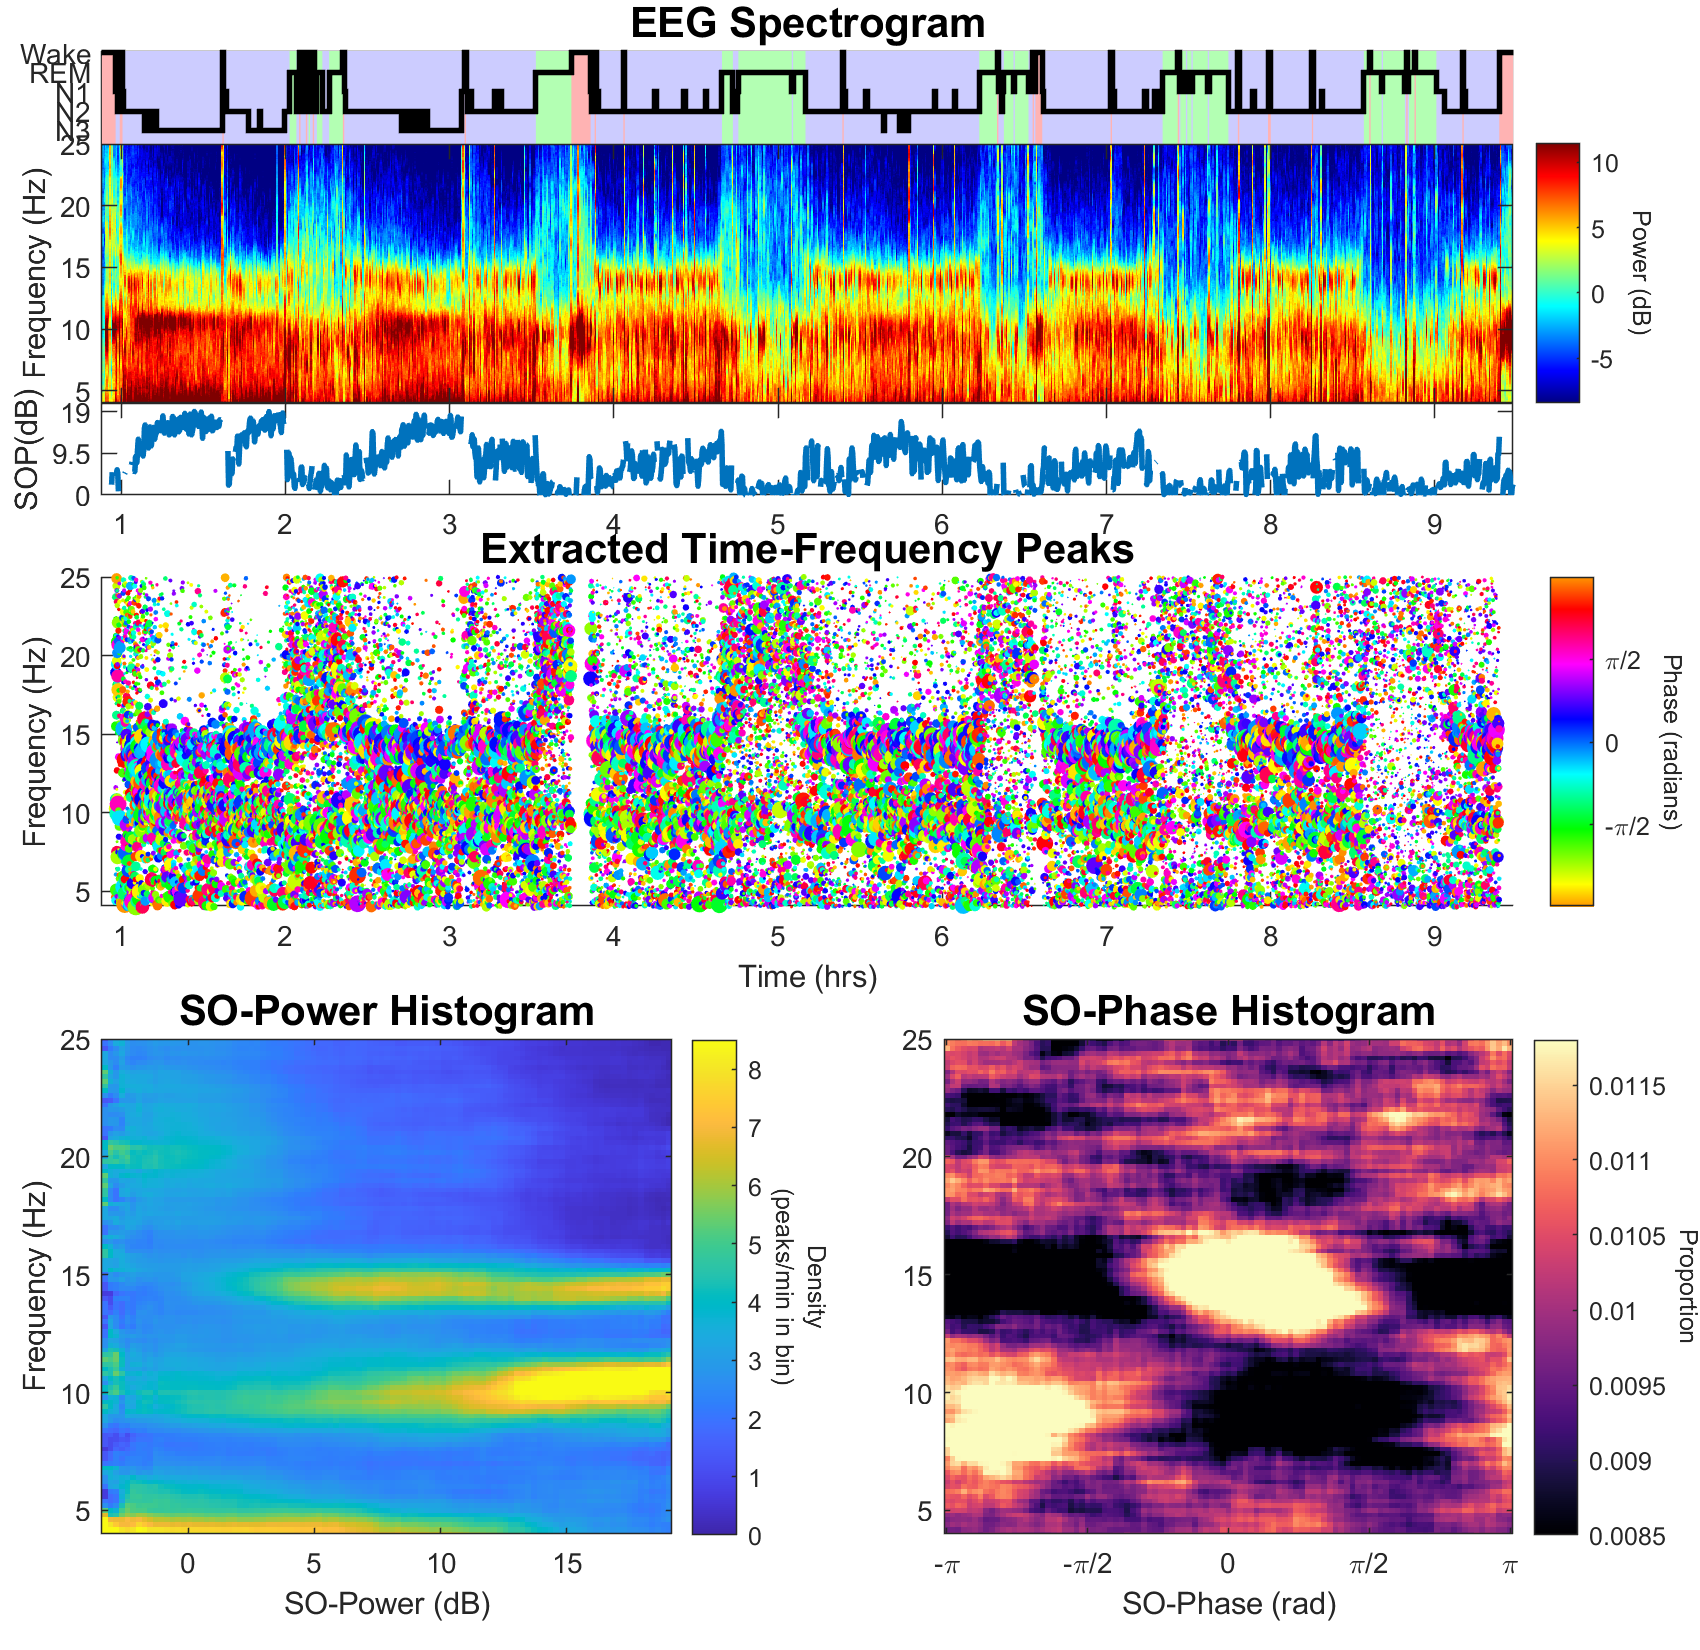 EEG Spectrogram
Wake
REM
N1
N2
N3
25
20
15
10
5
Frequency (Hz)
10
5
0
-5
Power (dB)
19
9.5
0
SOP(dB)
1 2 3 4 5 6 7 8 9
Extracted Time-Frequency Peaks
25
20
15
10
5
Frequency (Hz)
π/2
0
-π/2
Phase (radians)
1 2 3 4 5 6 7 8 9
Time (hrs)
SO-Power Histogram
25
20
15
10
5
Frequency (Hz)
0 5 10 15
SO-Power (dB)
8
7
6
5
4
3
2
1
0
Density
(peaks/min in bin)
SO-Phase Histogram
25
20
15
10
5
-π -π/2 0 π/2 π
SO-Phase (rad)
0.0115
0.011
0.0105
0.01
0.0095
0.009
0.0085
Proportion